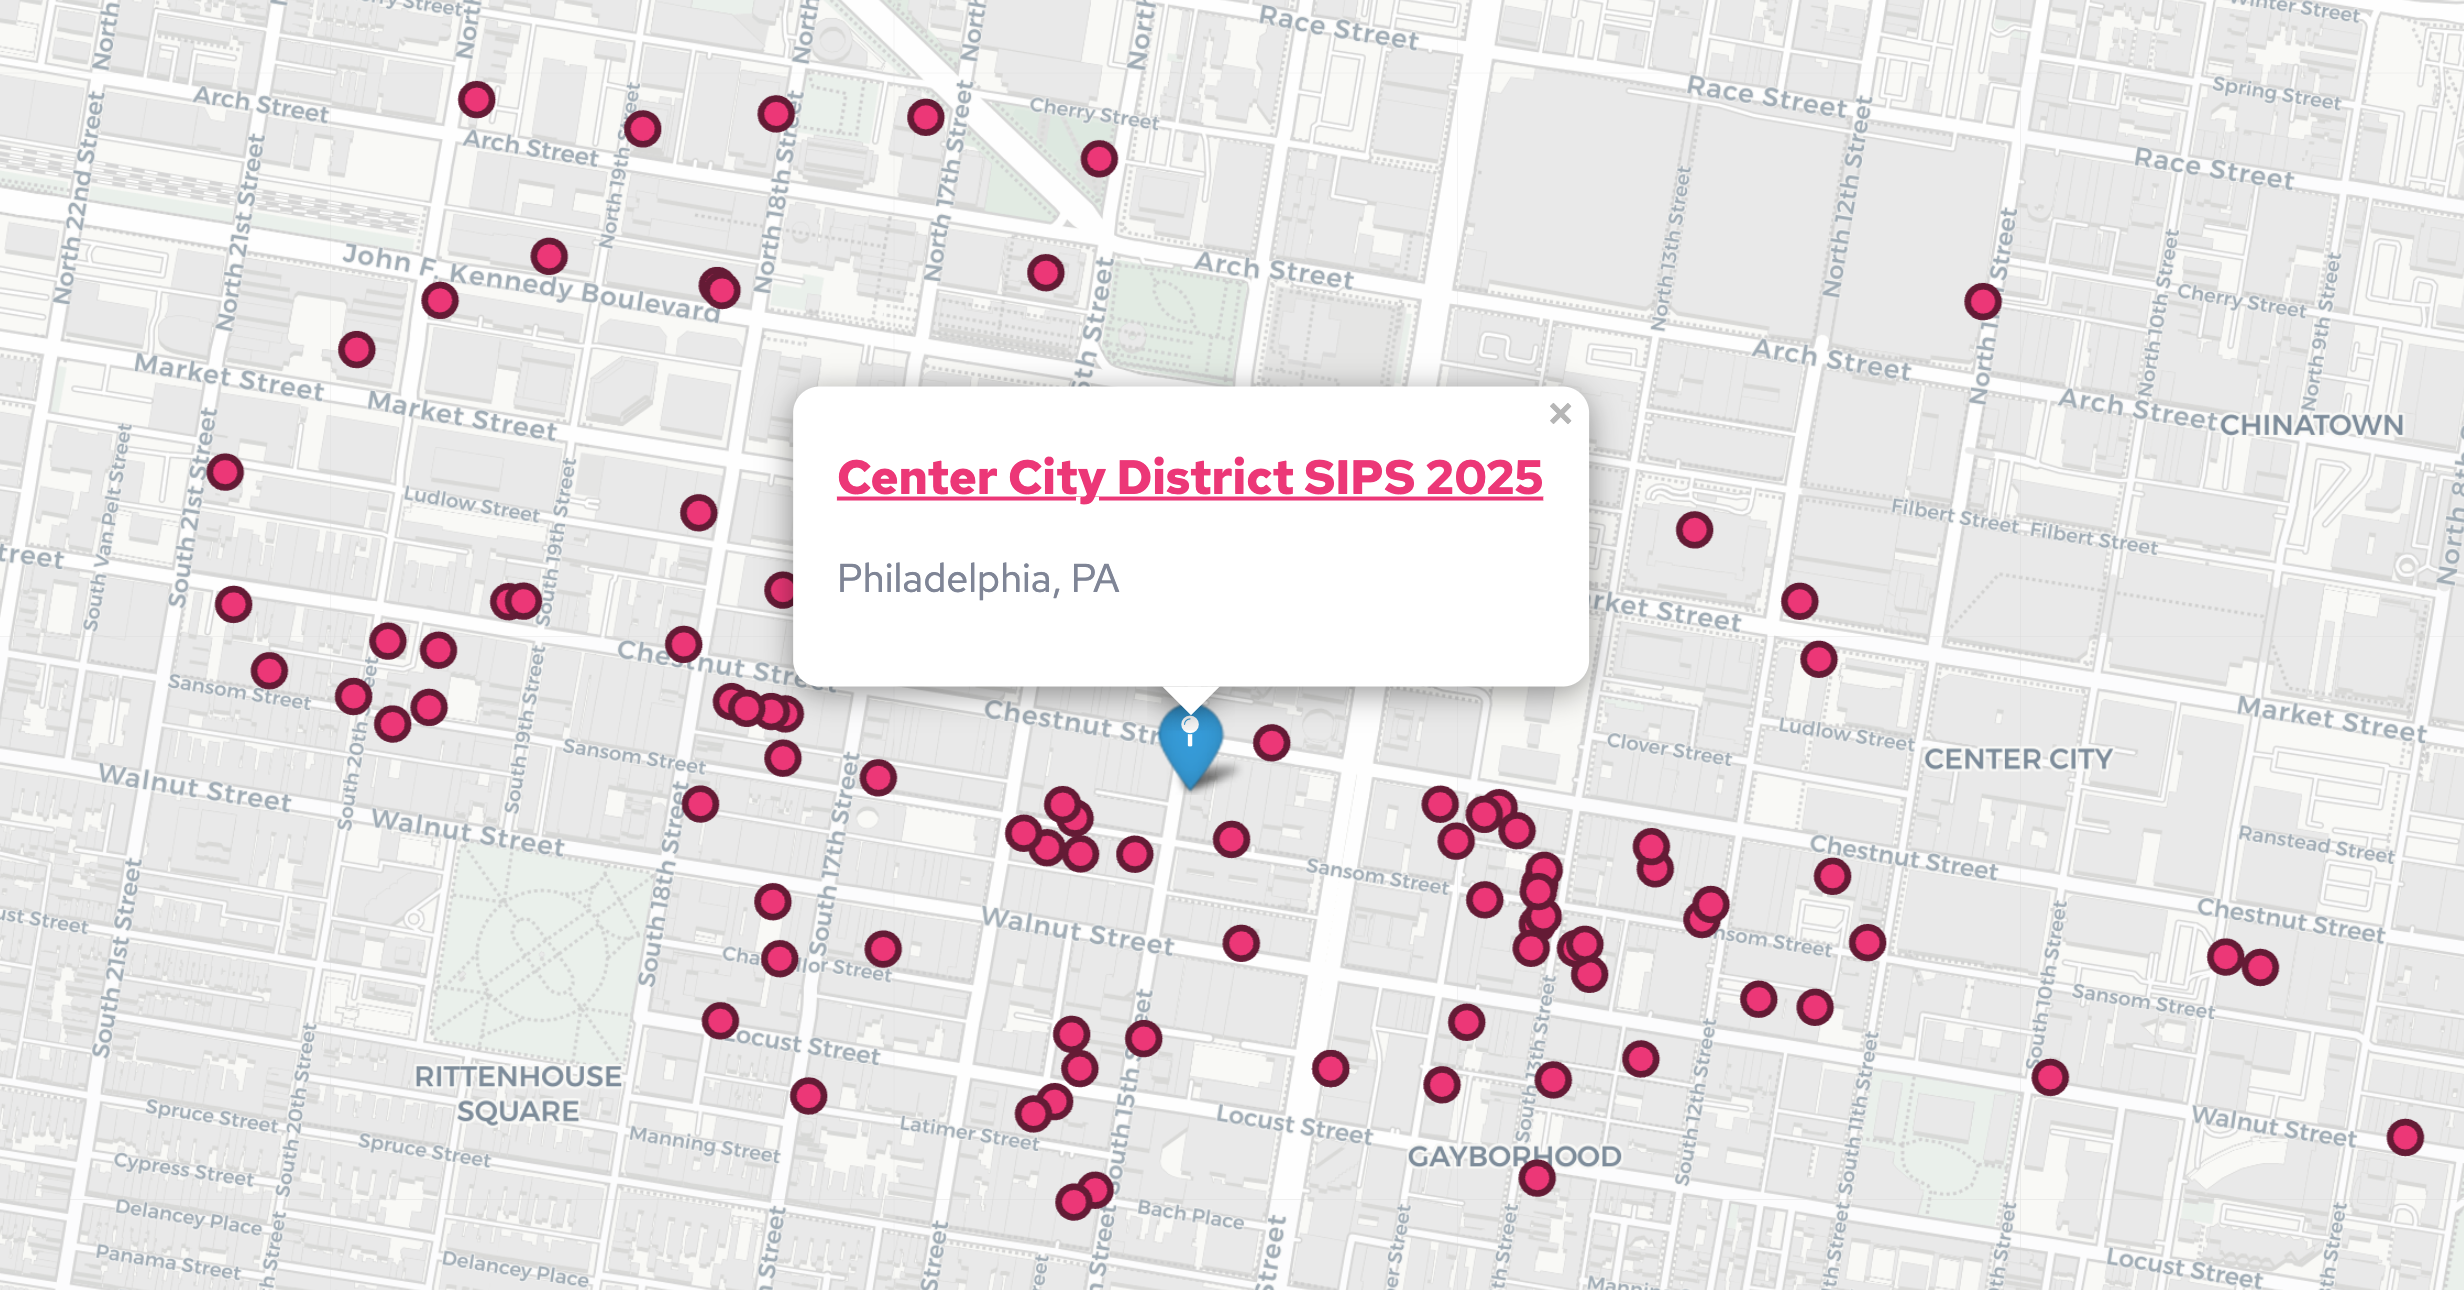 Race Street
Winter Street
Spring Street
Race Street
Race Street
Arch Street
Arch Street
Cherry Street
North 22nd Street
North 21st Street
North 19th Street
North 18th Street
North 17th Street
North 13th Street
North 12th Street
North 10th Street
North 9th Street
John F. Kennedy Boulevard
Arch Street
Cherry Street
Market Street
Market Street
Arch Street
Arch Street
CHINATOWN
×
Center City District SIPS 2025
Philadelphia, PA
South Van Pelt Street
South 21st Street
Ludlow Street
South 19th Street
Filbert Street
Filbert Street
rket Street
treet
Chestnut Street
Sansom Street
South 20th Street
South 19th Street
Sansom Street
Chestnut Str
Clover Street
Ludlow Street
Market Street
CENTER CITY
Walnut Street
Walnut Street
South 18th Street
South 17th Street
Sansom Street
Chestnut Street
Ranstead Street
Chestnut Street
ust Street
South 21st Street
Walnut Street
nsom Street
Sansom Street
South 10th Street
Locust Street
RITTENHOUSE
SQUARE
South 20th Street
Spruce Street
Spruce Street
Manning Street
Latimer Street
South 15th Street
Locust Street
GAYBORHOOD
South 13th Street
South 12th Street
South 11th Street
Walnut Street
Cypress Street
Delancey Place
Panama Street
Delancey Place
Bach Place
Locust Street